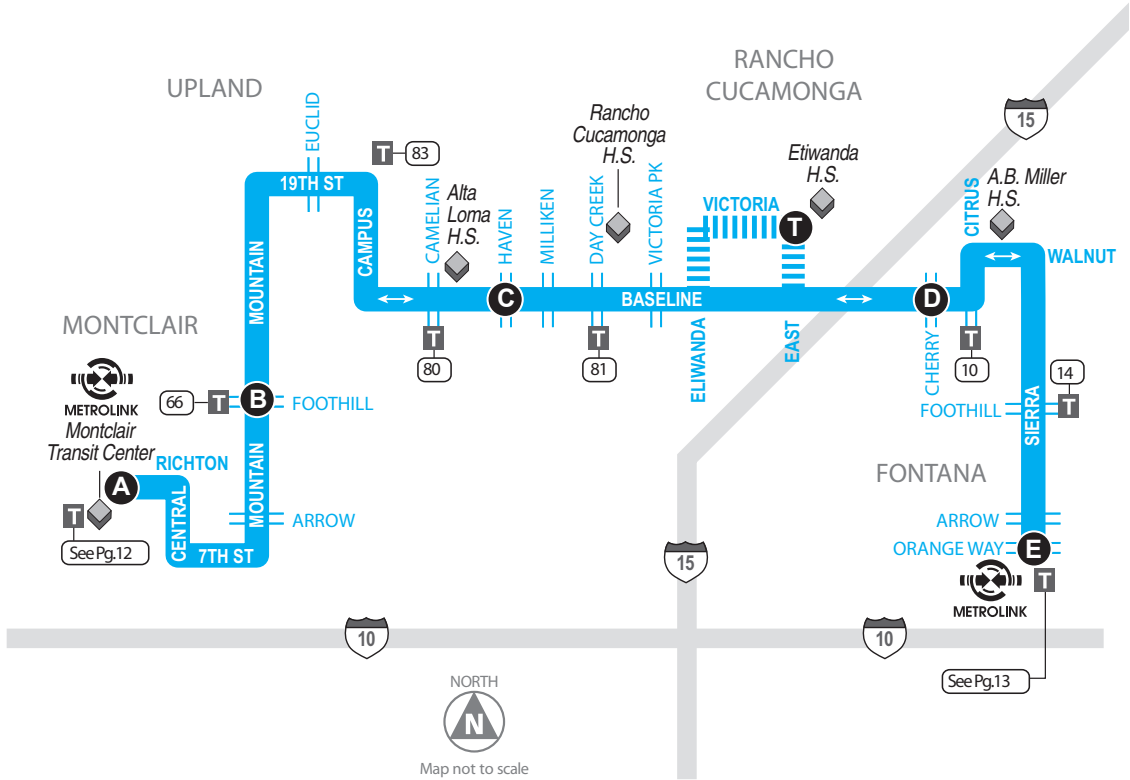 UPLAND
RANCHO
CUCAMONGA
EUCLID
T
83
19TH ST
15
Rancho
Cucamonga
H.S.
Etiwanda
H.S.
A.B. Miller
H.S.
Alta
Loma
H.S.
CAMELIAN
HAVEN
MILLIKEN
DAY CREEK
VICTORIA PK
VICTORIA
T
CITRUS
WALNUT
MOUNTAIN
CAMPUS
C
BASELINE
D
MONTCLAIR
T
80
T
81
ELIWANDA
EAST
CHERRY
T
10
14
T
METROLINK
Montclair
Transit Center
66
T
B
FOOTHILL
FOOTHILL
SIERRA
A
RICHTON
CENTRAL
MOUNTAIN
FONTANA
T
See Pg.12
ARROW
7TH ST
ARROW
ORANGE WAY
E
15
METROLINK
T
10
10
See Pg.13
NORTH
N
Map not to scale